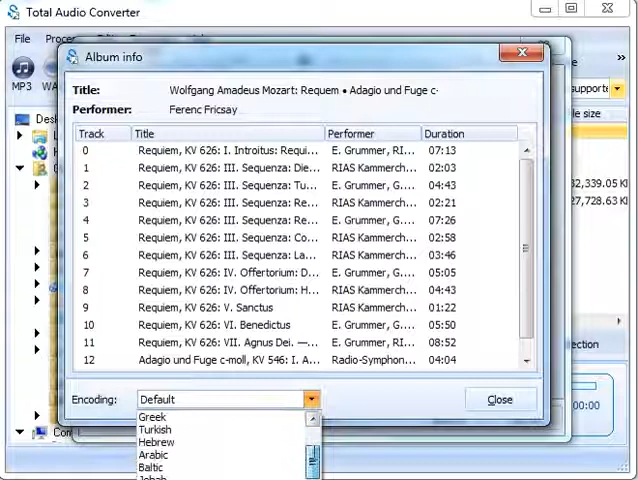 Total Audio Converter
File
Album info
MP3
Title:
Wolfgang Amadeus Mozart: Requiem • Adagio und Fuge c-
Performer:
Ferenc Fricsay
Track Title Performer Duration
0 Requiem, KV 626: I. Introitus: Requi... E. Grummer, RI... 07:13
1 Requiem, KV 626: III. Sequenza: Die... RIAS Kammerch... 02:03
2 Requiem, KV 626: III. Sequenza: Tu... E. Grummer, G.... 04:43
3 Requiem, KV 626: III. Sequenza: Re... RIAS Kammerch... 02:21
4 Requiem, KV 626: III. Sequenza: Re... E. Grummer, G.... 07:26
5 Requiem, KV 626: III. Sequenza: Co... RIAS Kammerch... 02:58
6 Requiem, KV 626: III. Sequenza: La... E. Grummer, RI... 03:46
7 Requiem, KV 626: IV. Offertorium: D... E. Grummer, G.... 05:05
8 Requiem, KV 626: IV. Offertorium: H... E. Grummer, G.... 04:43
9 Requiem, KV 626: V. Sanctus RIAS Kammerch... 01:22
10 Requiem, KV 626: VI. Benedictus E. Grummer, G.... 05:50
11 Requiem, KV 626: VII. Agnus Dei. —... E. Grummer, RI... 08:52
12 Adagio und Fuge c-moll, KV 546: I. A... Radio-Symphon... 04:04
32,339.05
27,728.63
Encoding:
Default
Close
00:00
Greek
Turkish
Hebrew
Arabic
Baltic